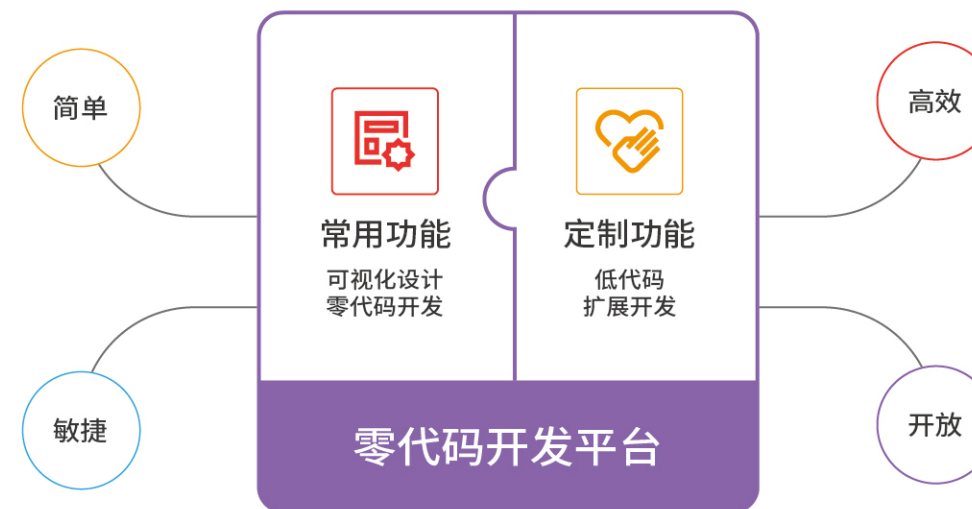 简单
高效
常用功能
定制功能
可视化设计
零代码开发
低代码
扩展开发
敏捷
开放
零代码开发平台